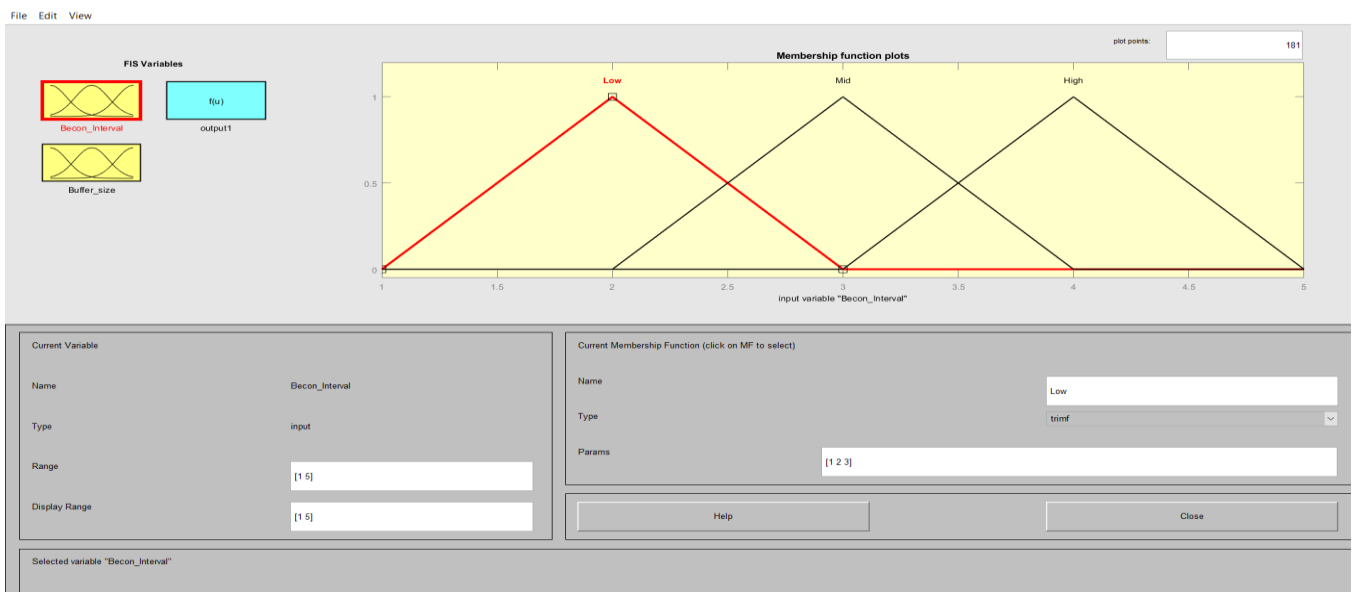 File Edit View
FIS Variables
Becon_Interval
f(u)
output1
Buffer_size
plot points:
181
Membership function plots
Low
Mid
High
1
0.5
0
1
1.5
2
2.5
3
3.5
4
4.5
5
input variable "Becon_Interval"
Current Variable
Name
Becon_Interval
Type
input
Range
[1 5]
Display Range
[1 5]
Current Membership Function (click on MF to select)
Name
Low
Type
trimf
Params
[1 2 3]
Help
Close
Selected variable "Becon_Interval"